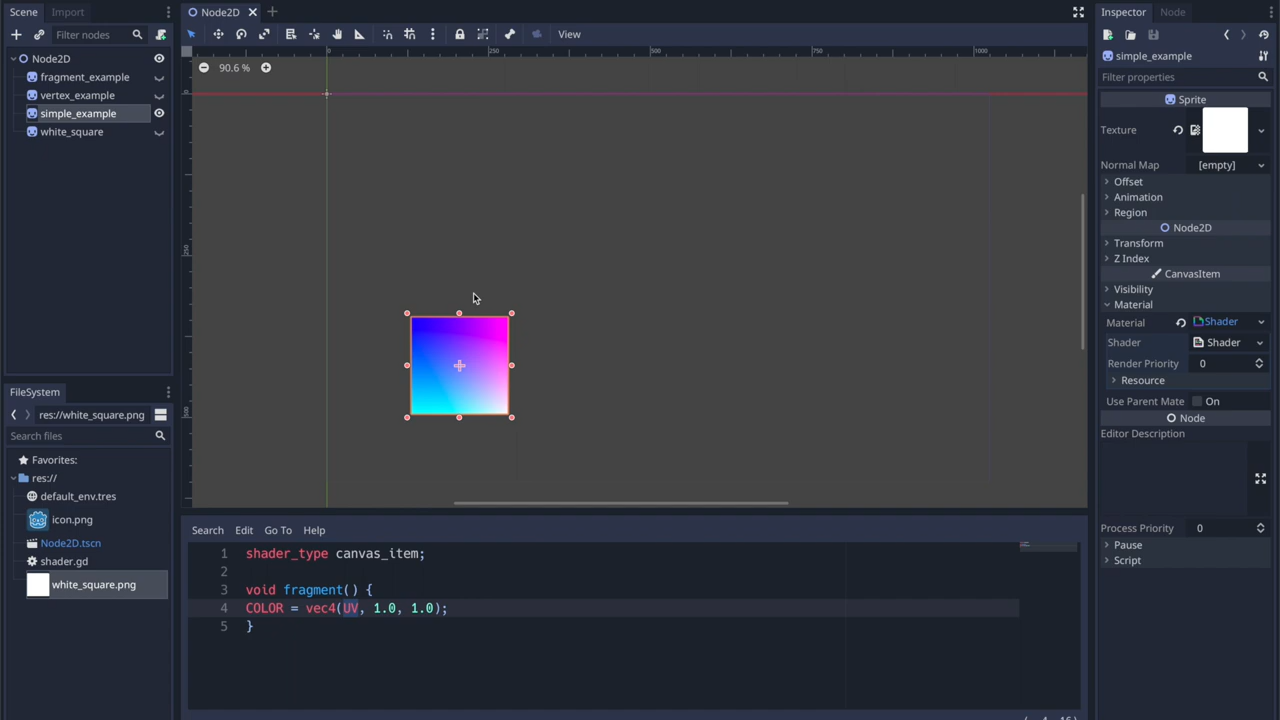 Scene
Import
Filter nodes
Node2D
fragment_example
vertex_example
simple_example
white_square
FileSystem
res://white_square.png
Search files
Favorites:
res://
default_env.tres
icon.png
Node2D.tscn
shader.gd
white_square.png
Node2D
View
0
250
500
750
1000
90.6 %
0
250
500
Search
Edit
Go To
Help
1 shader_type canvas_item;
2
3 void fragment() {
4 COLOR = vec4(UV, 1.0, 1.0);
5 }
Inspector
Node
simple_example
Filter properties
Sprite
Texture
Normal Map
[empty]
Offset
Animation
Region
Node2D
Transform
Z Index
CanvasItem
Visibility
Material
Material
Shader
Shader
Shader
Render Priority
0
Resource
Use Parent Mate
On
Node
Editor Description
Process Priority
0
Pause
Script